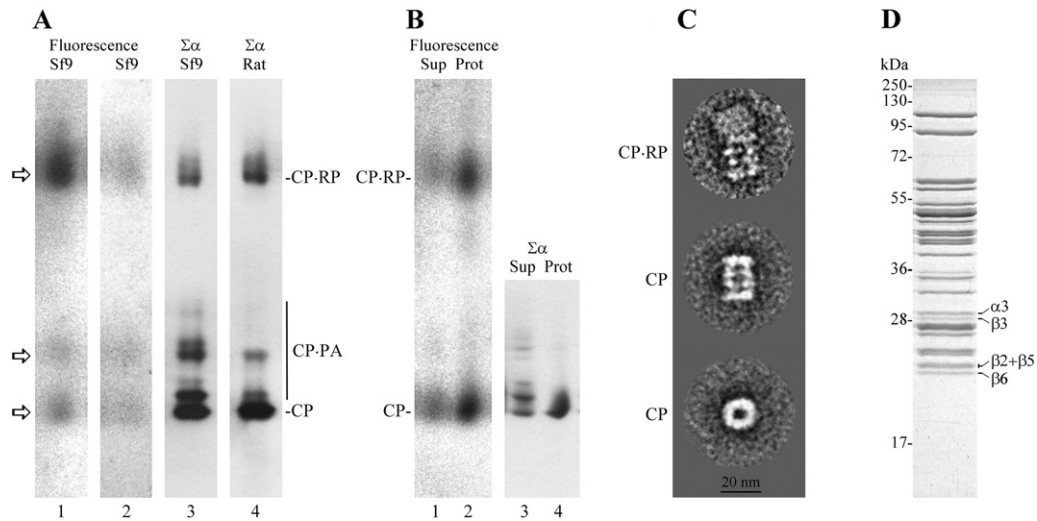 A
Fluorescence
Sf9 Sf9
Σα
Sf9
Σα
Rat
-CP·RP
CP·PA
-CP
1 2 3 4
B
Fluorescence
Sup Prot
CP·RP-
Σα
Sup Prot
CP-
1 2 3 4
C
CP·RP
CP
CP
20 nm
D
kDa
250-
130-
95-
72-
55-
36-
28-
17-
α3
β3
β2+β5
β6